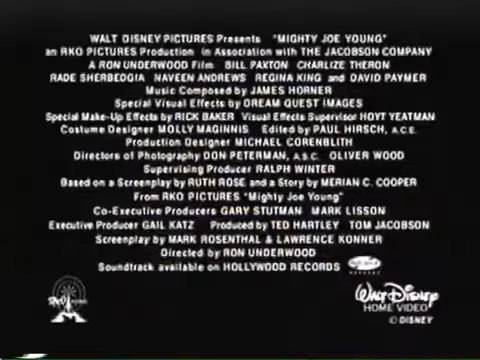 WALT DISNEY PICTURES Presents "MIGHTY JOE YOUNG"
an RKO PICTURES Production in Association with THE JACOBSON COMPANY
A RON UNDERWOOD Film BILL PAXTON CHARLIZE THERON
RADE SHERBEDGIA NAVEEN ANDREWS REGINA KING and DAVID PAYMER
Music Composed by JAMES HORNER
Special Visual Effects by DREAM QUEST IMAGES
Special Make-Up Effects by RICK BAKER Visual Effects Supervisor HOYT YEATMAN
Costume Designer MOLLY MAGINNIS Edited by PAUL HIRSCH, A.C.E.
Production Designer MICHAEL CORENBLITH
Directors of Photography DON PETERMAN, A.S.C. OLIVER WOOD
Supervising Producer RALPH WINTER
Based on a Screenplay by RUTH ROSE and a Story by MERIAN C. COOPER
From RKO PICTURES "Mighty Joe Young"
Co-Executive Producers GARY STUTMAN MARK LISSON
Executive Producer GAIL KATZ Produced by TED HARTLEY TOM JACOBSON
Screenplay by MARK ROSENTHAL & LAWRENCE KONNER
Directed by RON UNDERWOOD
Soundtrack available on HOLLYWOOD RECORDS
RKO
WALT DISNEY
HOME VIDEO
© DISNEY